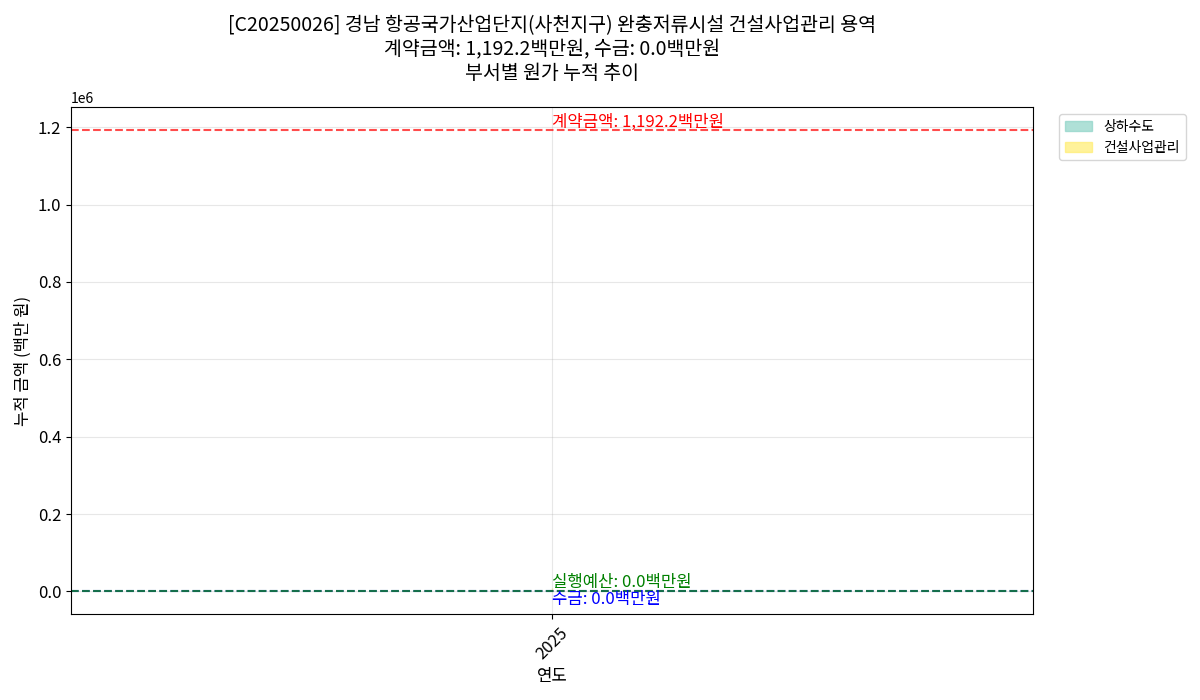 [C20250026] 경남 항공국가산업단지(사천지구) 완충저류시설 건설사업관리 용역
계약금액: 1,192.2백만원, 수금: 0.0백만원
부서별 원가 누적 추이
1e6
1.2
1.0
0.8
0.6
0.4
0.2
0.0
누적 금액 (백만 원)
계약금액: 1,192.2백만원
실행예산: 0.0백만원
수금: 0.0백만원
2025
연도
상하수도
건설사업관리